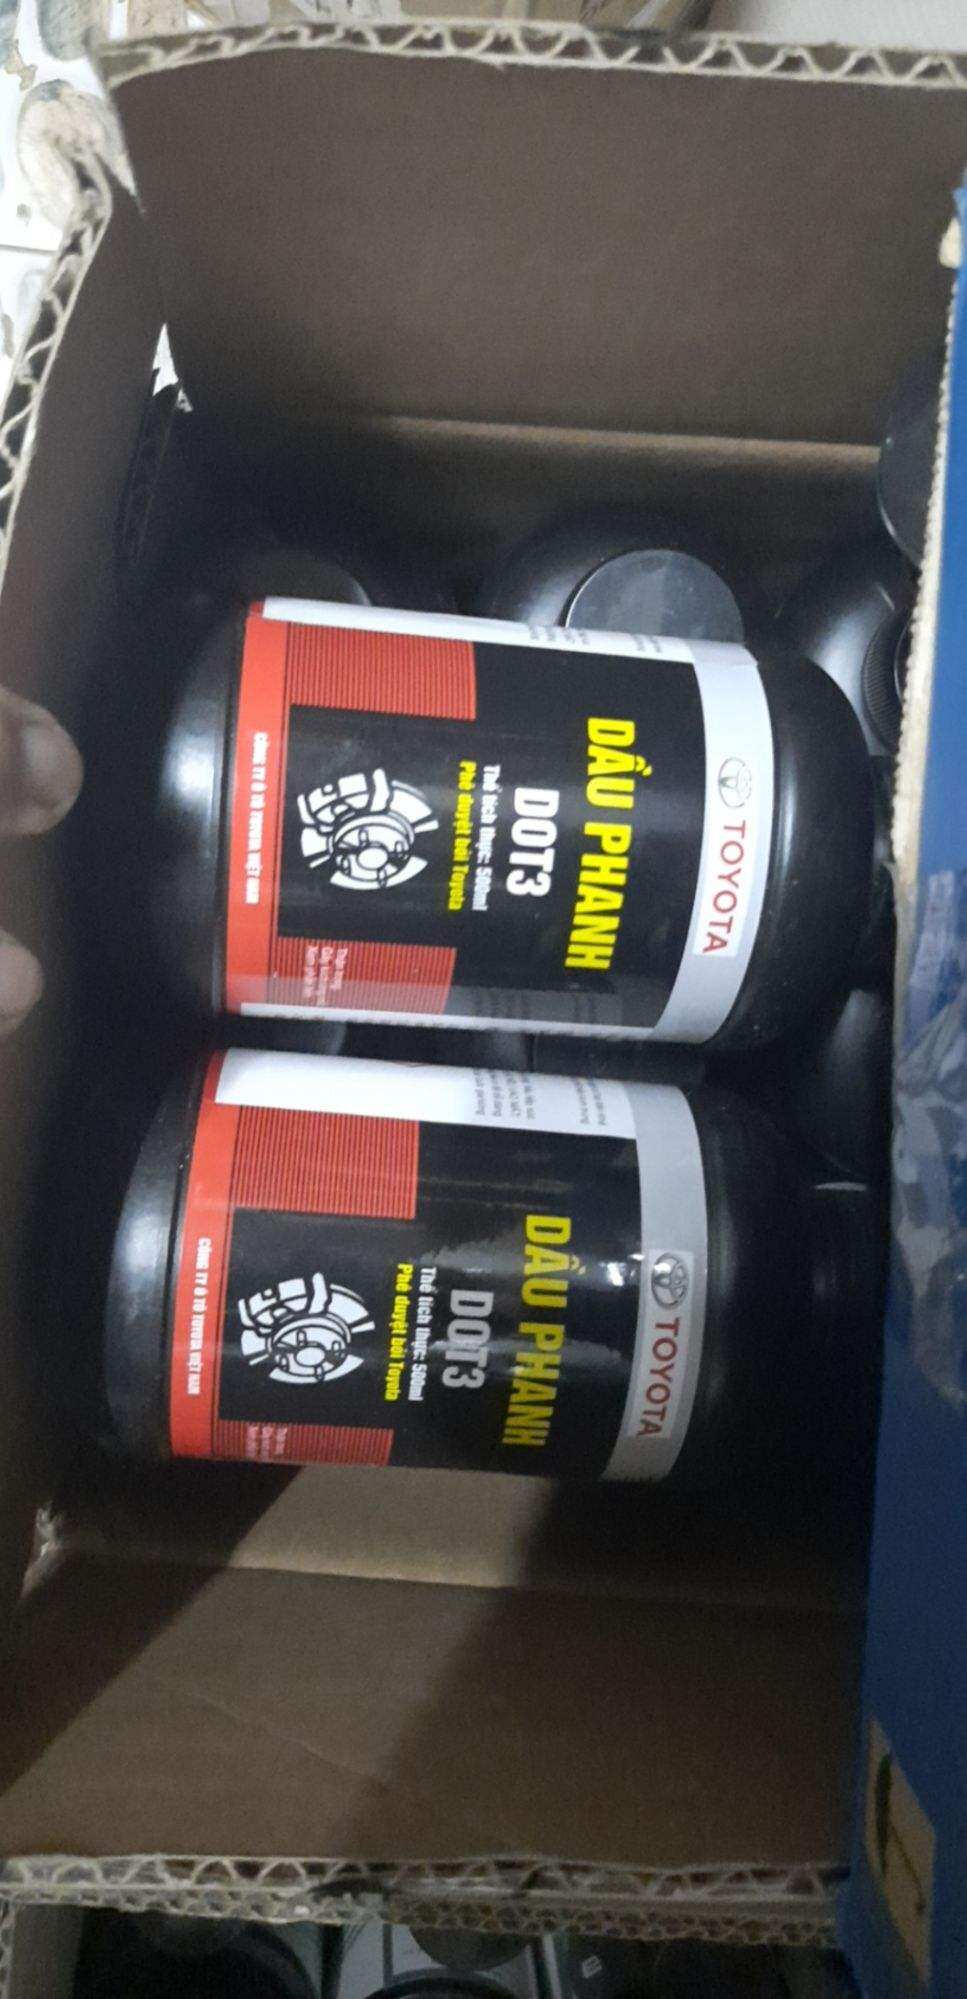 TOYOTA
DẦU PHANH
DOT3
Thể tích thực: 500ml
Phê duyệt bởi Toyota
CÔNG TY Ô TÔ TOYOTA VIỆT NAM
TOYOTA
DẦU PHANH
DOT3
Thể tích thực: 500ml
Phê duyệt bởi Toyota
CÔNG TY Ô TÔ TOYOTA VIỆT NAM